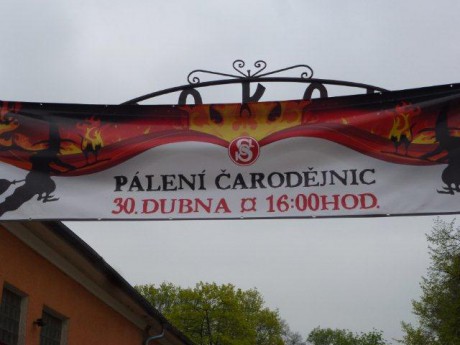 PÁLENÍ ČARODĚJNIC
30. DUBNA ¤ 16:00HOD.